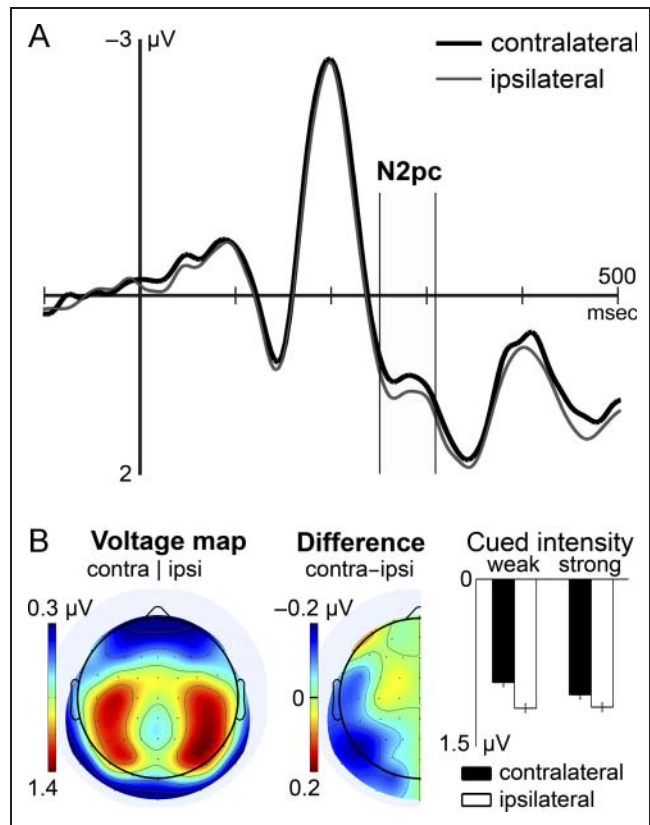 A
−3 µV
contralateral
ipsilateral
N2pc
500
msec
2
B
Voltage map
contra | ipsi
0.3 µV
1.4
Difference
contra−ipsi
−0.2 µV
0
0.2
Cued intensity
weak strong
0
1.5 µV
contralateral
ipsilateral